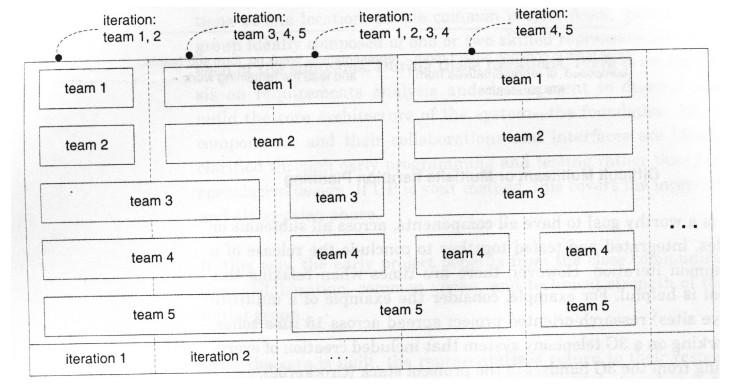 iteration:
team 1, 2
iteration:
team 3, 4, 5
iteration:
team 1, 2, 3, 4
iteration:
team 4, 5
team 1 team 1 team 1
team 2 team 2 team 2
team 3 team 3 team 3
...
team 4 team 4 team 4 team 4
team 5 team 5 team 5
iteration 1 iteration 2 ...